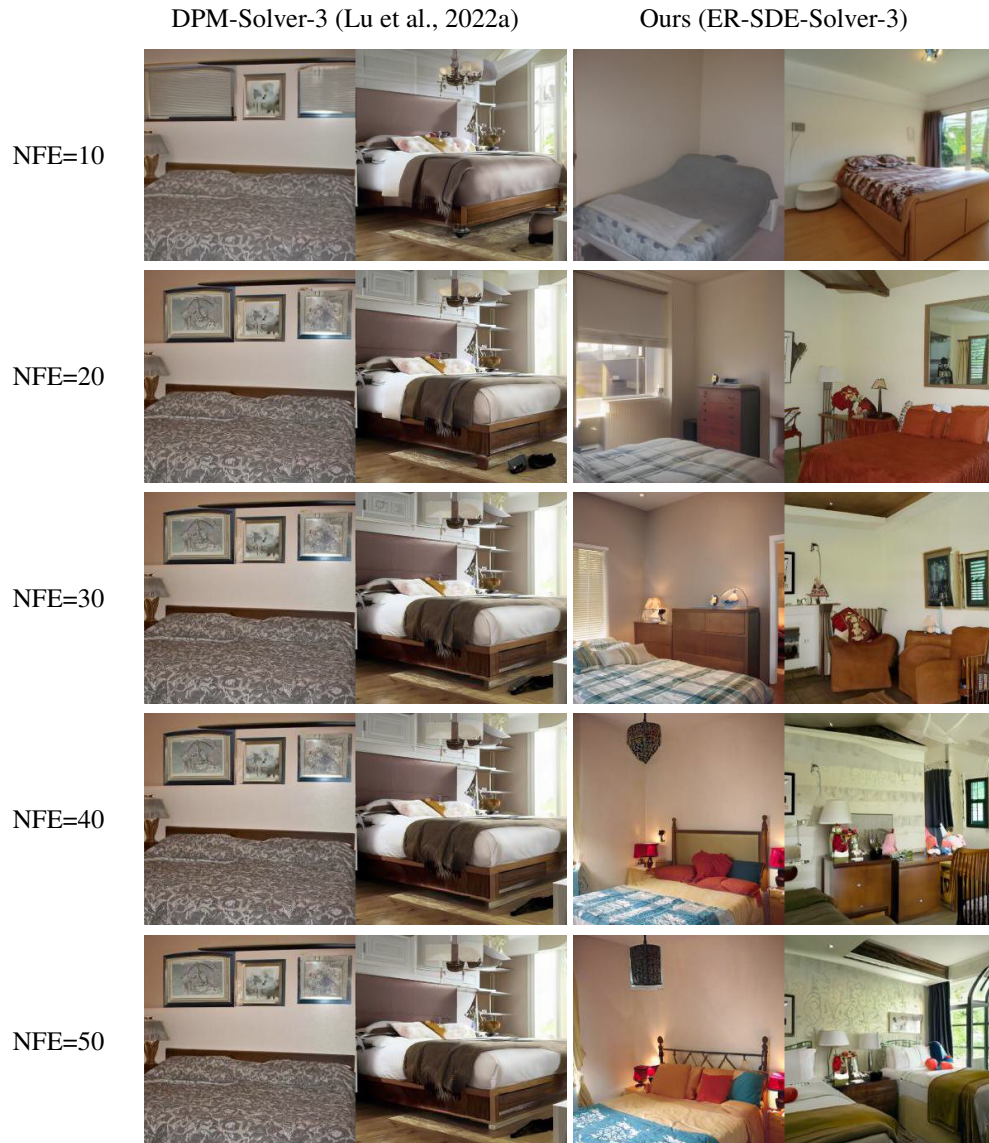 DPM-Solver-3 (Lu et al., 2022a)
Ours (ER-SDE-Solver-3)
NFE=10
NFE=20
NFE=30
NFE=40
NFE=50